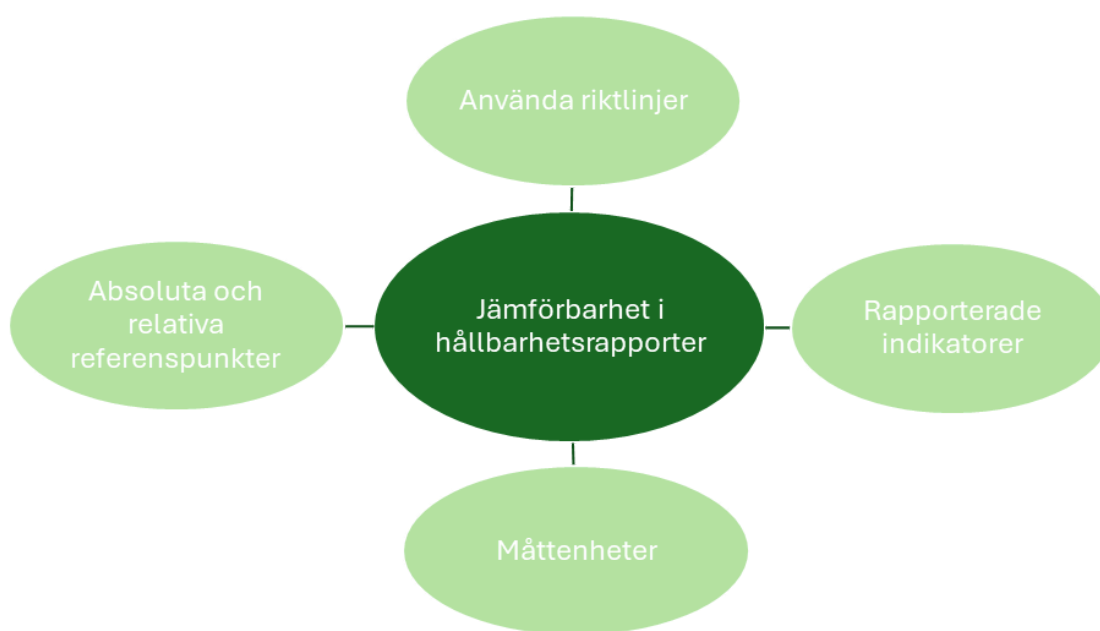 Använda riktlinjer
Absoluta och
relativa
referenspunkter
Jämförbarhet i
hållbarhetsrapporter
Rapporterade
indikatorer
Måttenheter